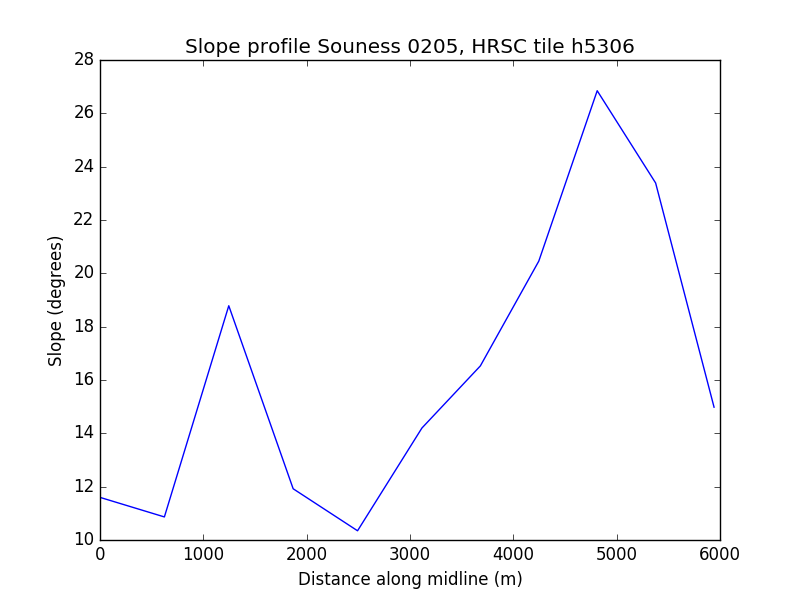 Slope profile Souness 0205, HRSC tile h5306
28
26
24
22
20
18
16
14
12
10
Slope (degrees)
0 1000 2000 3000 4000 5000 6000
Distance along midline (m)